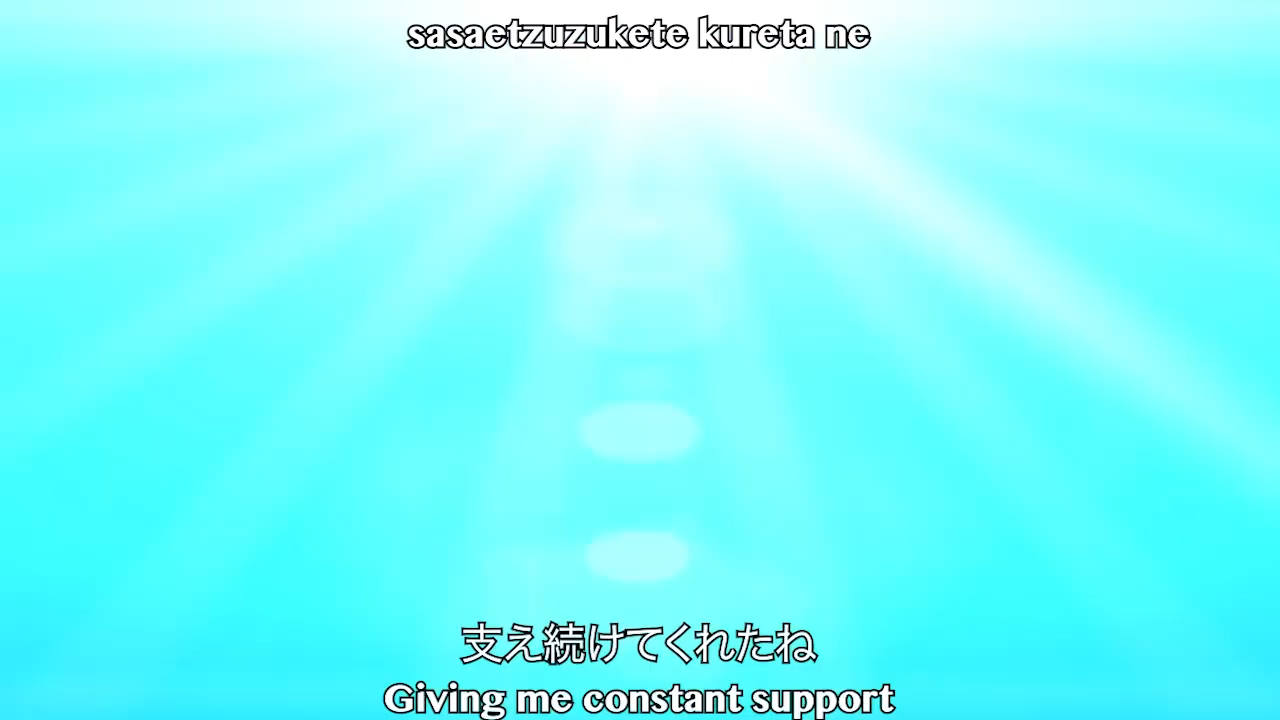 sasaetzuzukete kureta ne
支え続けてくれたね
Giving me constant support